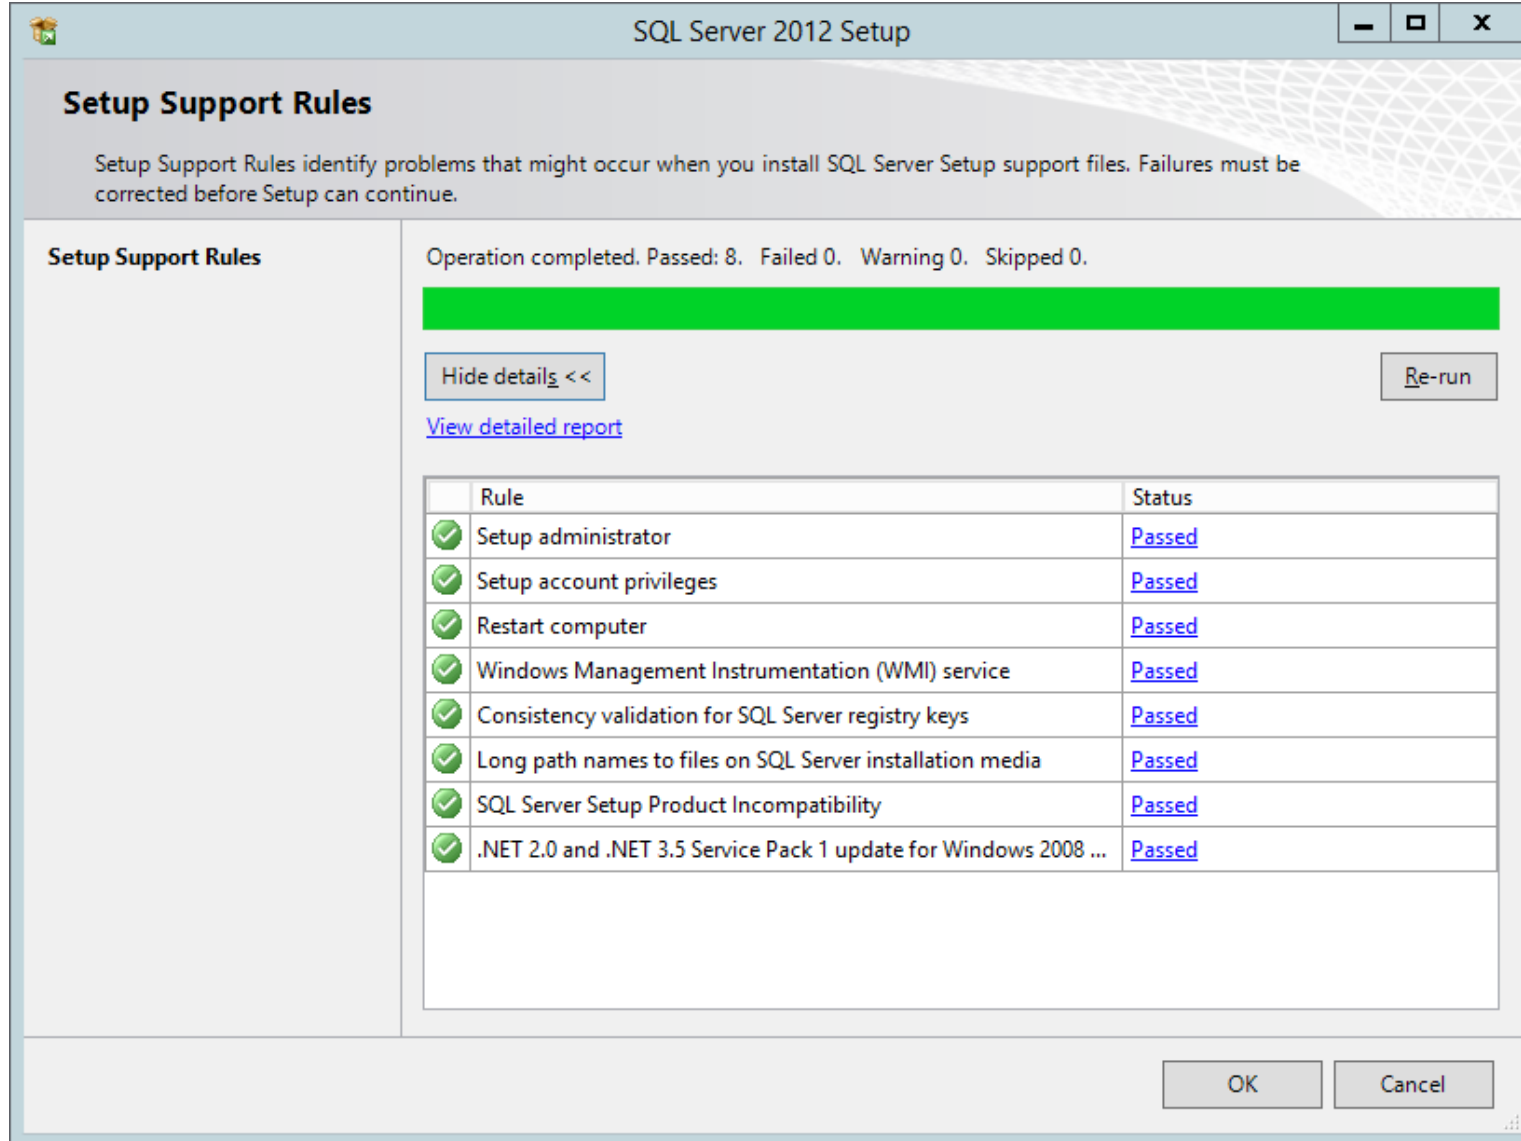 SQL Server 2012 Setup
Setup Support Rules
Setup Support Rules identify problems that might occur when you install SQL Server Setup support files. Failures must be
corrected before Setup can continue.
Setup Support Rules
Operation completed. Passed: 8.   Failed 0.   Warning 0.   Skipped 0.
Hide details <<
Re-run
View detailed report
Rule Status
Setup administrator Passed
Setup account privileges Passed
Restart computer Passed
Windows Management Instrumentation (WMI) service Passed
Consistency validation for SQL Server registry keys Passed
Long path names to files on SQL Server installation media Passed
SQL Server Setup Product Incompatibility Passed
.NET 2.0 and .NET 3.5 Service Pack 1 update for Windows 2008 ... Passed
OK Cancel